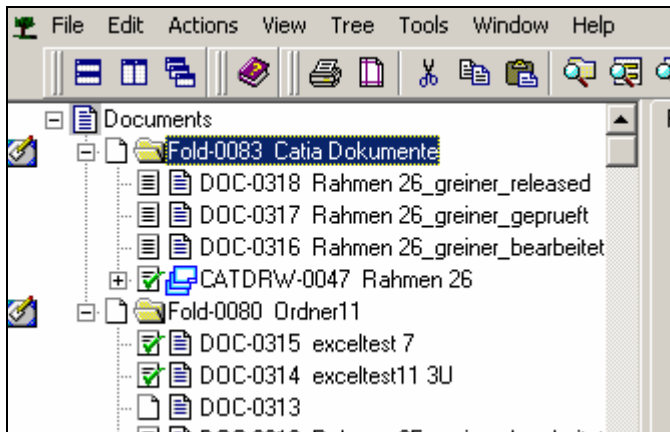 File Edit Actions View Tree Tools Window Help
Documents
Fold-0083 Catia Dokumente
DOC-0318 Rahmen 26_greiner_released
DOC-0317 Rahmen 26_greiner_geprueft
DOC-0316 Rahmen 26_greiner_bearbeitet
CATDRW-0047 Rahmen 26
Fold-0080 Ordner11
DOC-0315 exceltest 7
DOC-0314 exceltest11 3U
DOC-0313